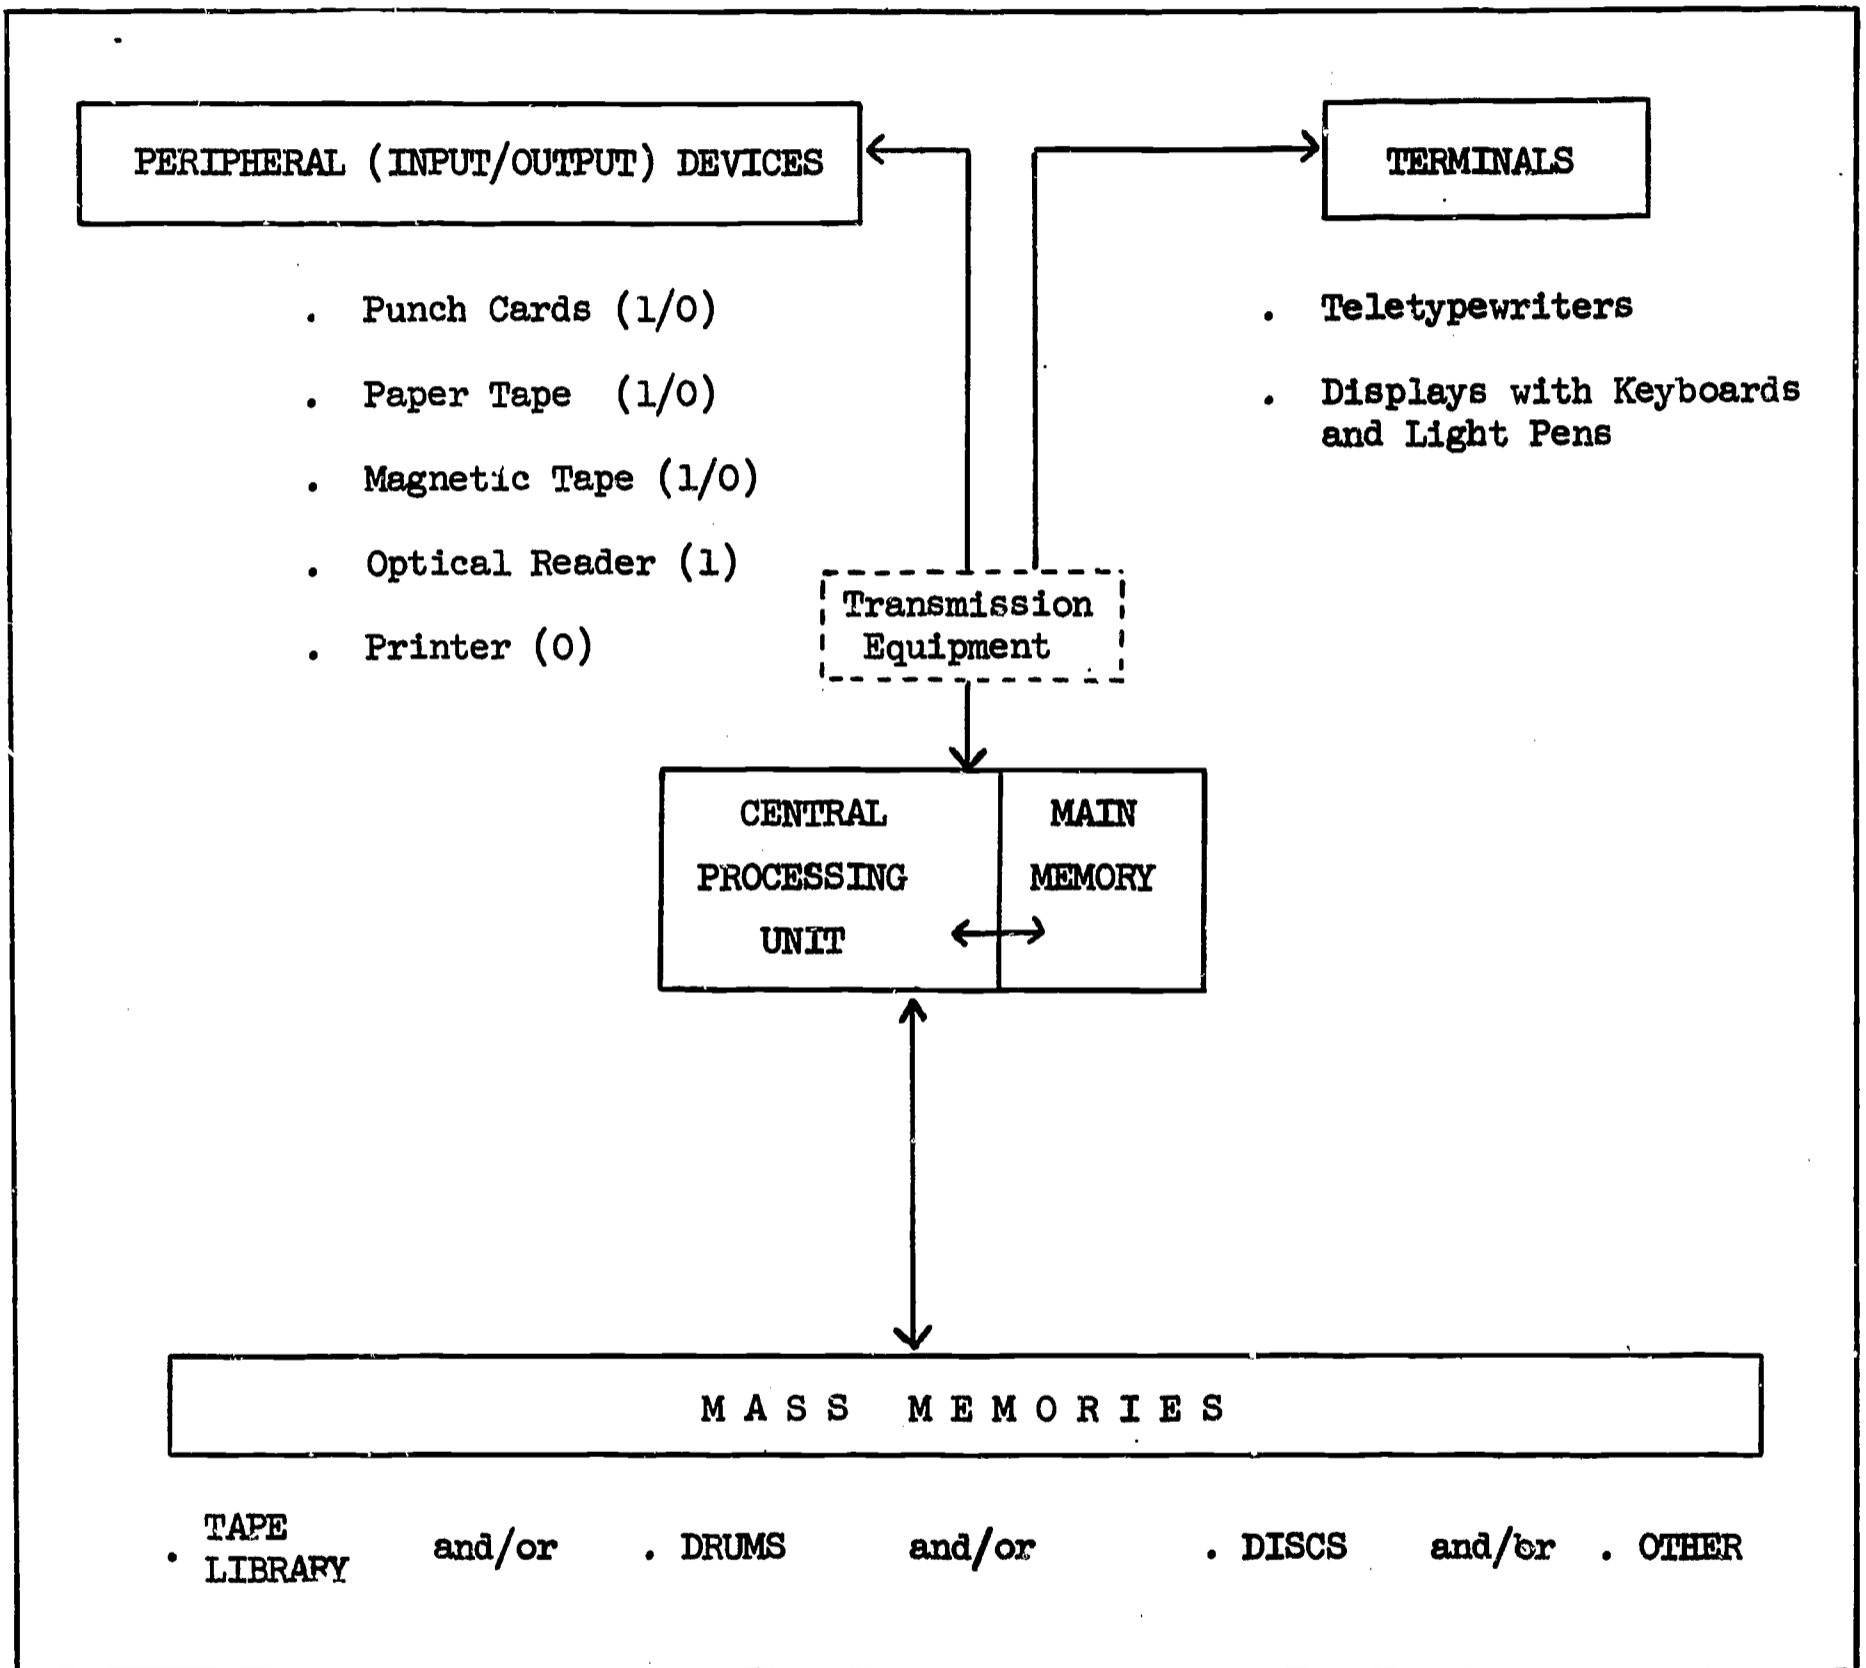 PERIPHERAL (INPUT/OUTPUT) DEVICES
. Punch Cards (1/0)
. Paper Tape (1/0)
. Magnetic Tape (1/0)
. Optical Reader (1)
. Printer (0)
TERMINALS
. Teletypewriters
. Displays with Keyboards
and Light Pens
Transmission
Equipment
CENTRAL
PROCESSING
UNIT
MAIN
MEMORY
MASS MEMORIES
. TAPE
LIBRARY
and/or
. DRUMS
and/or
. DISCS
and/or
. OTHER